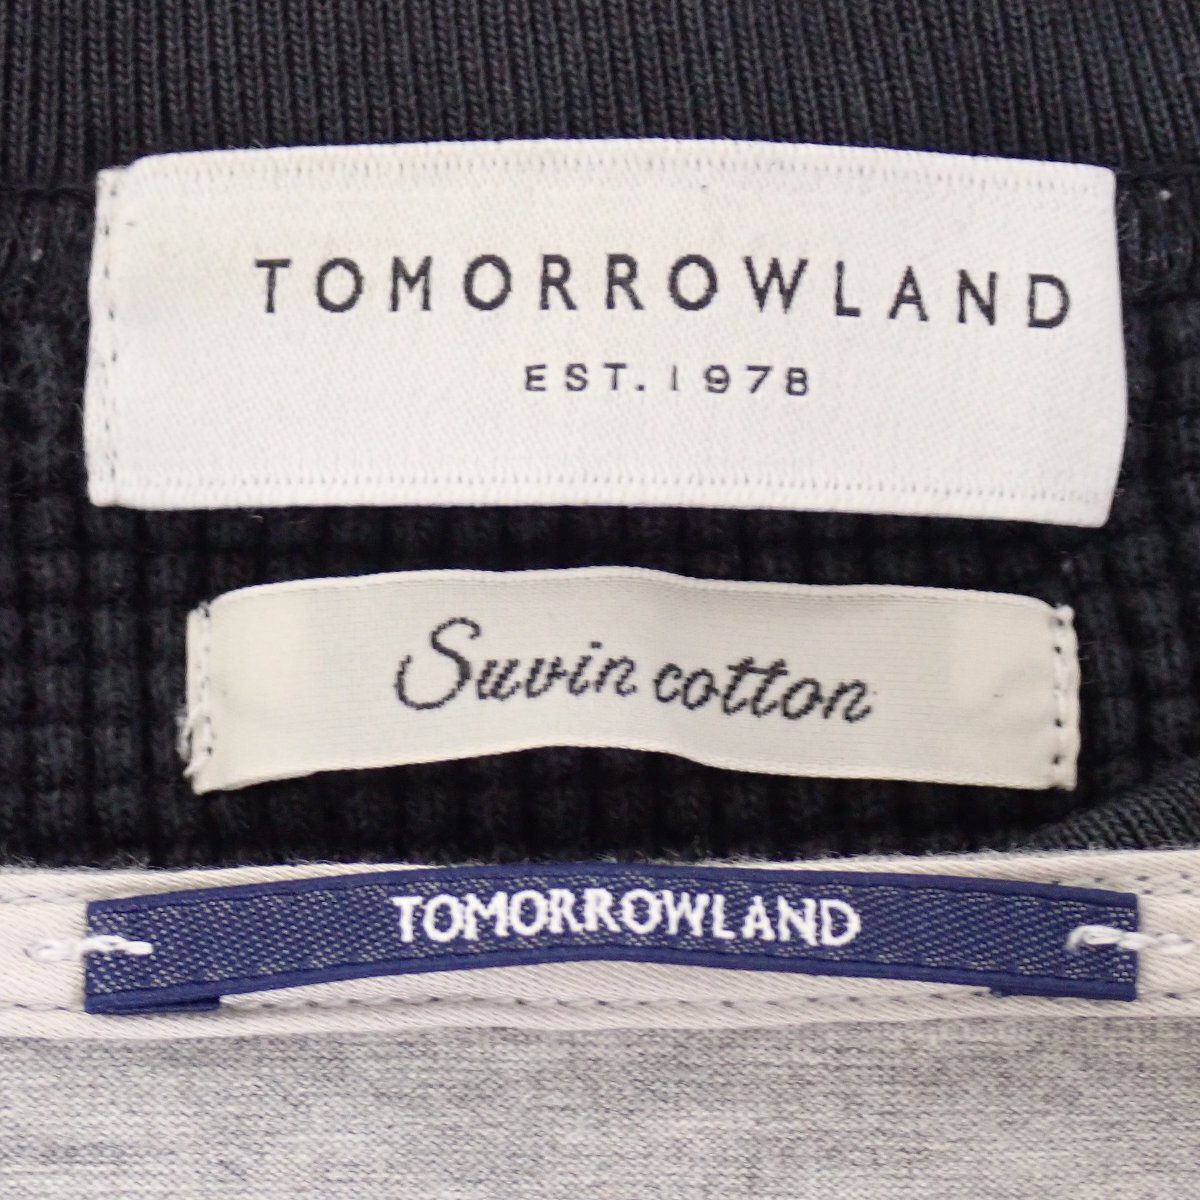 TOMORROWLAND
EST. 1978
Suvin cotton
TOMORROWLAND